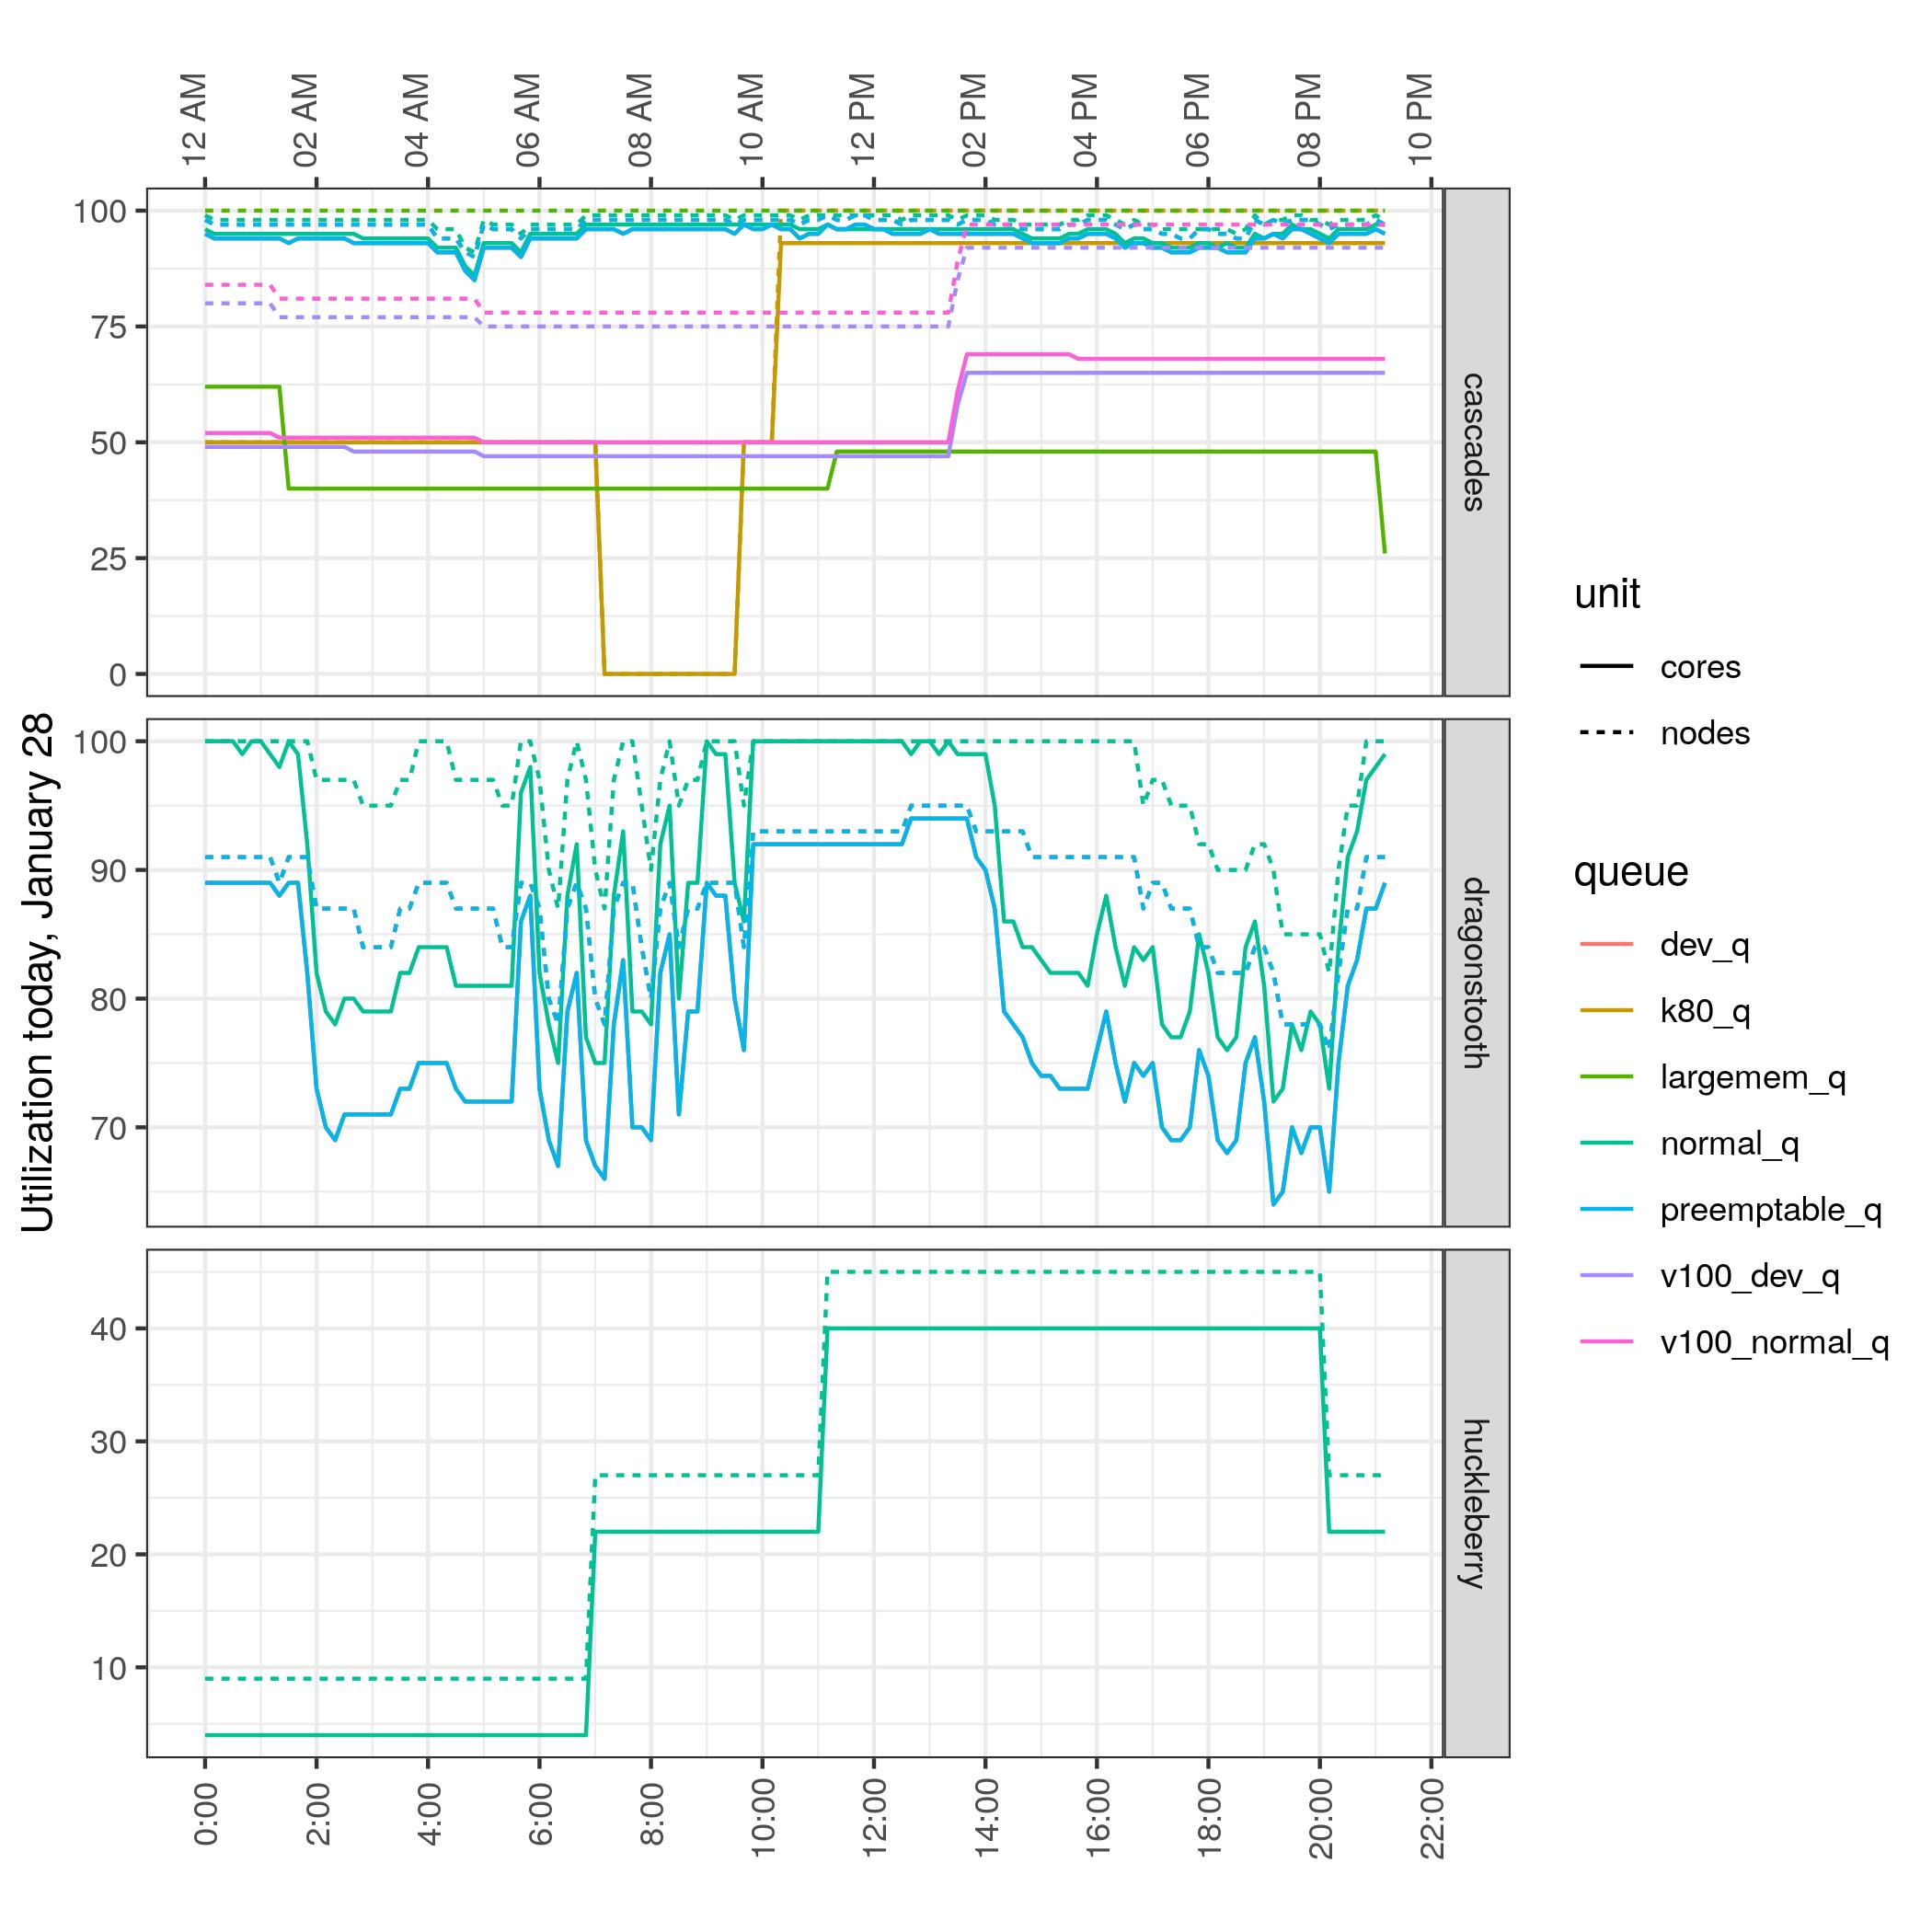 12 AM
02 AM
04 AM
06 AM
08 AM
10 AM
12 PM
02 PM
04 PM
06 PM
08 PM
10 PM
Utilization today, January 28
100
75
50
25
0
cascades
100
90
80
70
dragonstooth
40
30
20
10
huckleberry
0:00
2:00
4:00
6:00
8:00
10:00
12:00
14:00
16:00
18:00
20:00
22:00
unit
cores
nodes
queue
dev_q
k80_q
largemem_q
normal_q
preemptable_q
v100_dev_q
v100_normal_q